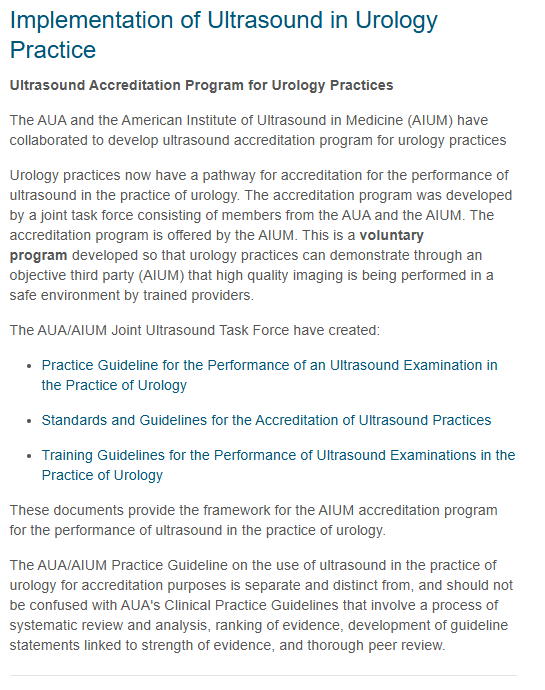 Implementation of Ultrasound in Urology
Practice
Ultrasound Accreditation Program for Urology Practices
The AUA and the American Institute of Ultrasound in Medicine (AIUM) have
collaborated to develop ultrasound accreditation program for urology practices
Urology practices now have a pathway for accreditation for the performance of
ultrasound in the practice of urology. The accreditation program was developed
by a joint task force consisting of members from the AUA and the AIUM. The
accreditation program is offered by the AIUM. This is a voluntary
program developed so that urology practices can demonstrate through an
objective third party (AIUM) that high quality imaging is being performed in a
safe environment by trained providers.
The AUA/AIUM Joint Ultrasound Task Force have created:
• Practice Guideline for the Performance of an Ultrasound Examination in
the Practice of Urology
• Standards and Guidelines for the Accreditation of Ultrasound Practices
• Training Guidelines for the Performance of Ultrasound Examinations in the
Practice of Urology
These documents provide the framework for the AIUM accreditation program
for the performance of ultrasound in the practice of urology.
The AUA/AIUM Practice Guideline on the use of ultrasound in the practice of
urology for accreditation purposes is separate and distinct from, and should not
be confused with AUA's Clinical Practice Guidelines that involve a process of
systematic review and analysis, ranking of evidence, development of guideline
statements linked to strength of evidence, and thorough peer review.